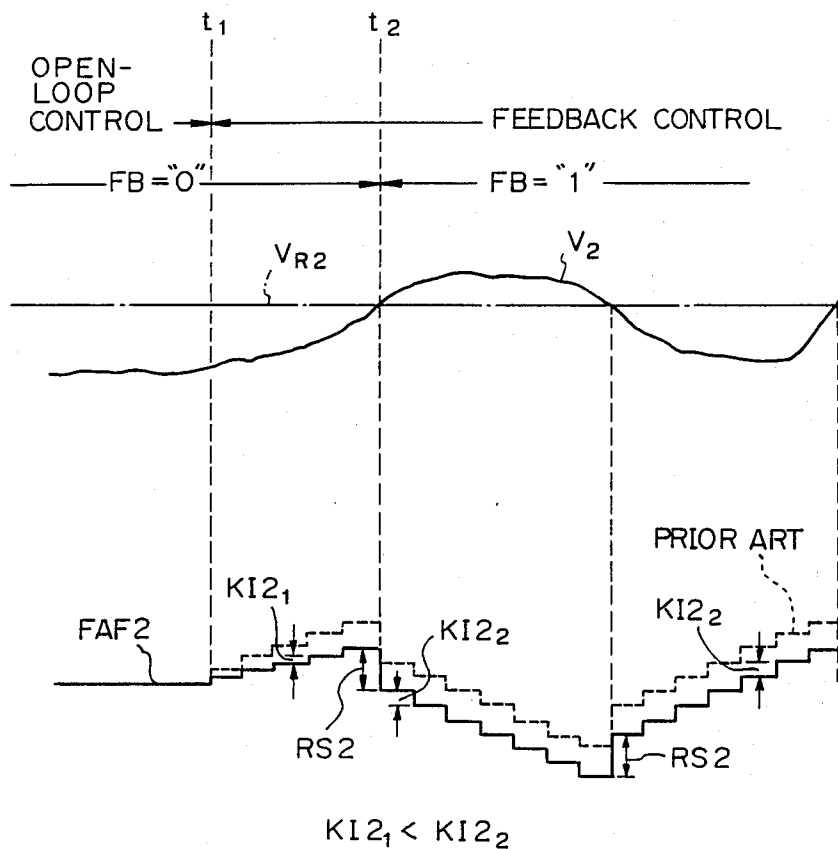 t1 t2
OPEN-
LOOP
CONTROL
FEEDBACK CONTROL
FB = "0"
FB = "1"
VR2
V2
PRIOR ART
KI21
KI22
FAF2
KI22
RS2
RS2
KI21 < KI22